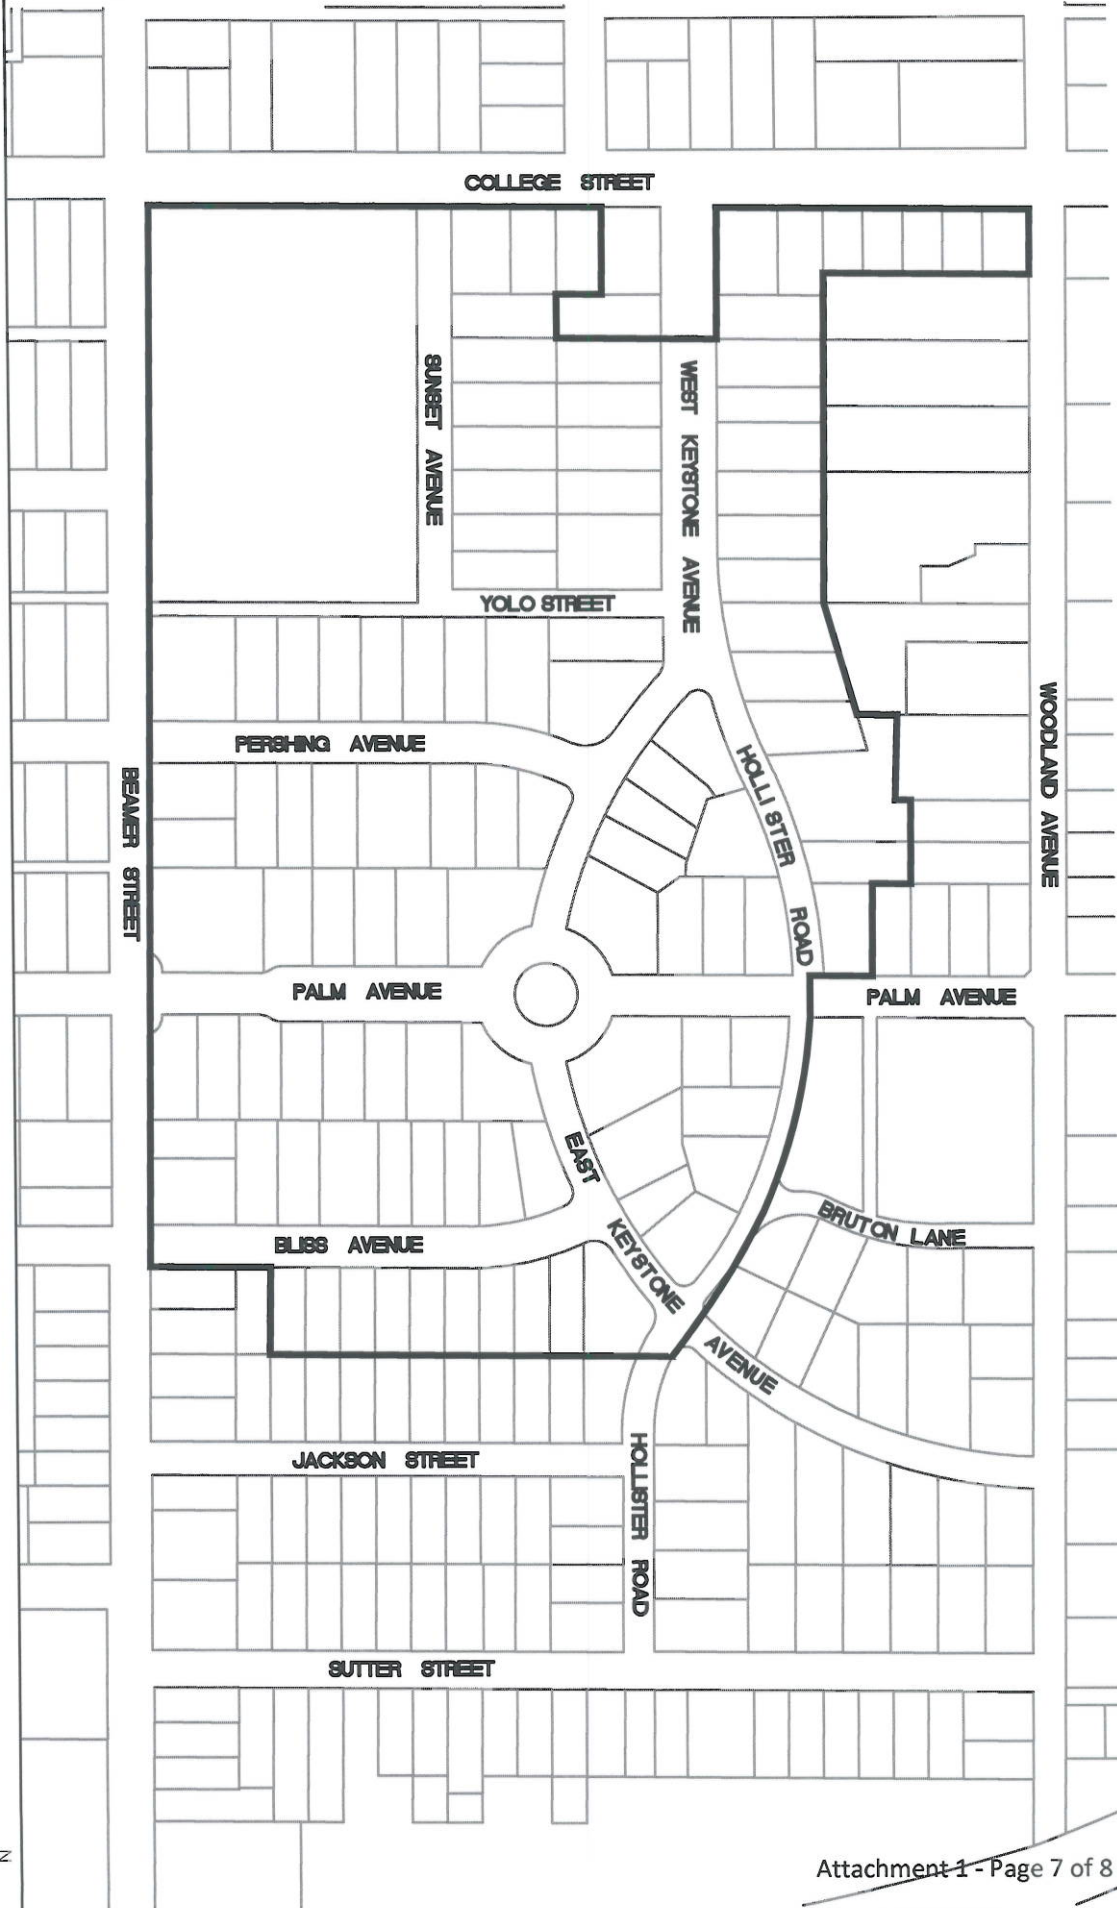 COLLEGE STREET
SUNSET AVENUE
WEST KEYSTONE AVENUE
YOLO STREET
PERSHING AVENUE
HOLLISTER ROAD
WOODLAND AVENUE
BEAMER STREET
PALM AVENUE
PALM AVENUE
EAST KEYSTONE AVENUE
BRUTON LANE
BLISS AVENUE
JACKSON STREET
HOLLISTER ROAD
SUTTER STREET
N
Attachment 1 - Page 7 of 8